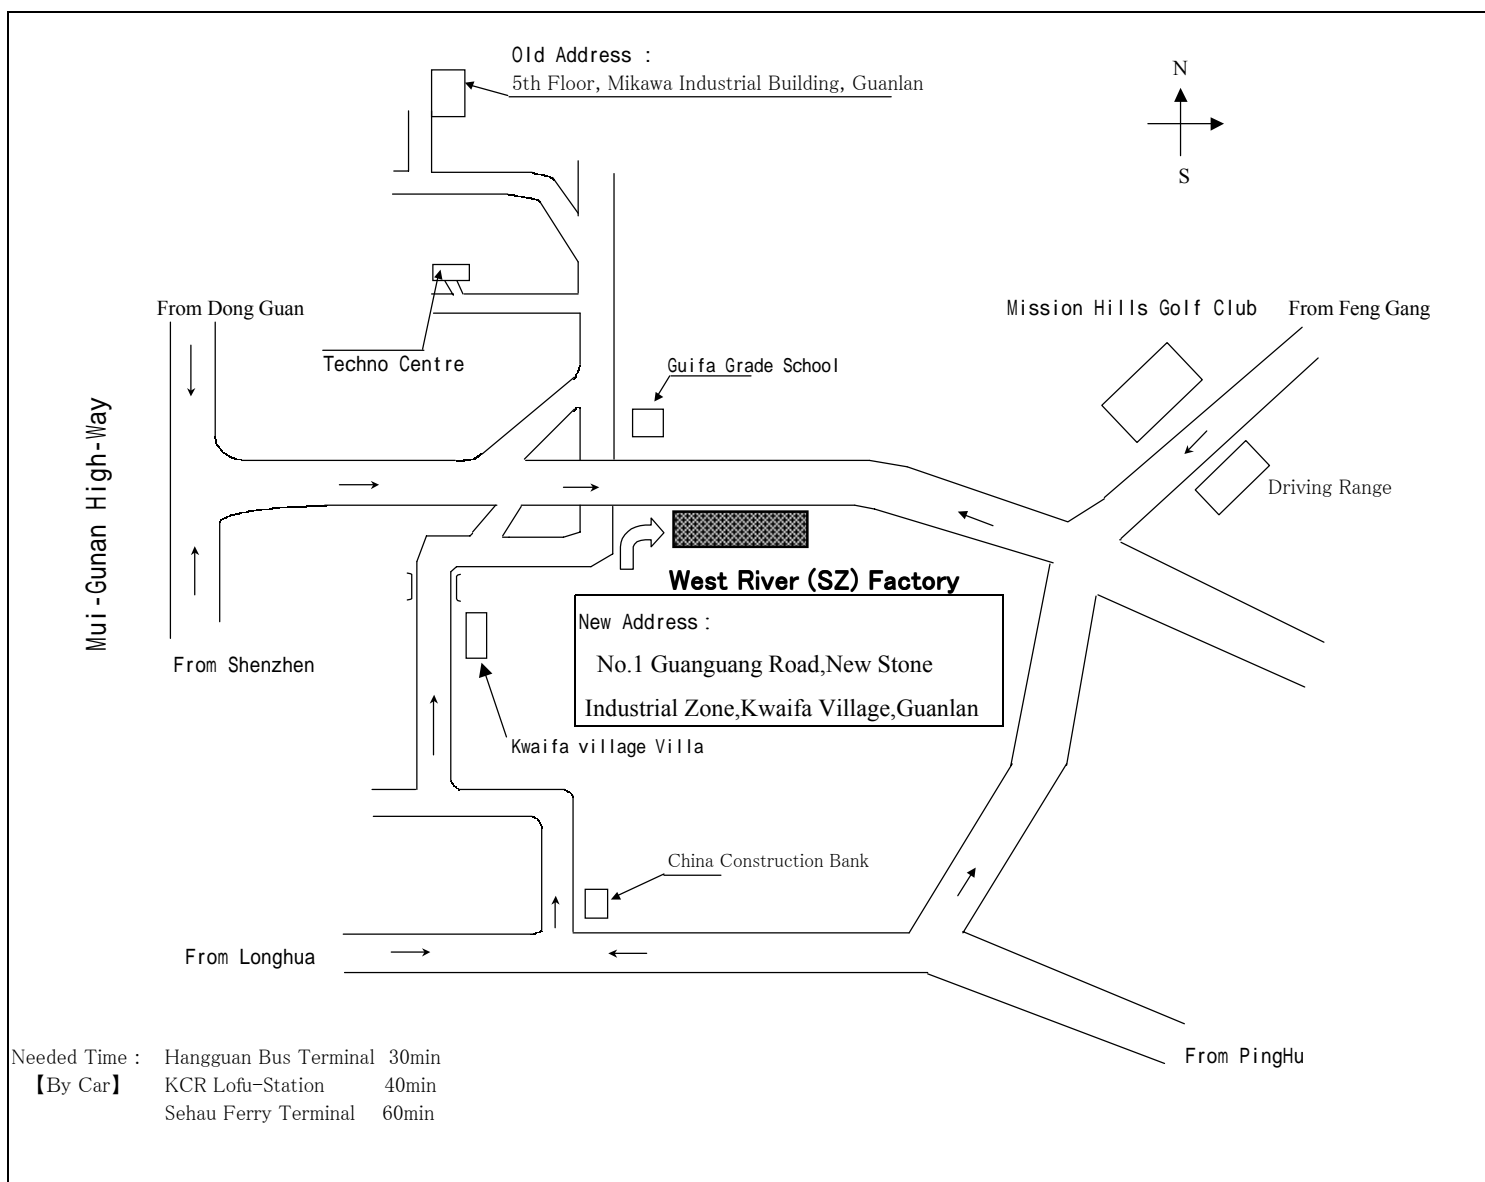 Old Address :
5th Floor, Mikawa Industrial Building, Guanlan
N
S
From Dong Guan
Mission Hills Golf Club
From Feng Gang
Techno Centre
Guifa Grade School
Mui-Gunan High-Way
Driving Range
West River (SZ) Factory
New Address :
No.1 Guanguang Road,New Stone
Industrial Zone,Kwaifa Village,Guanlan
From Shenzhen
Kwaifa village Villa
China Construction Bank
From Longhua
From PingHu
Needed Time : Hangguan Bus Terminal 30min
【By Car】 KCR Lofu-Station 40min
Sehau Ferry Terminal 60min